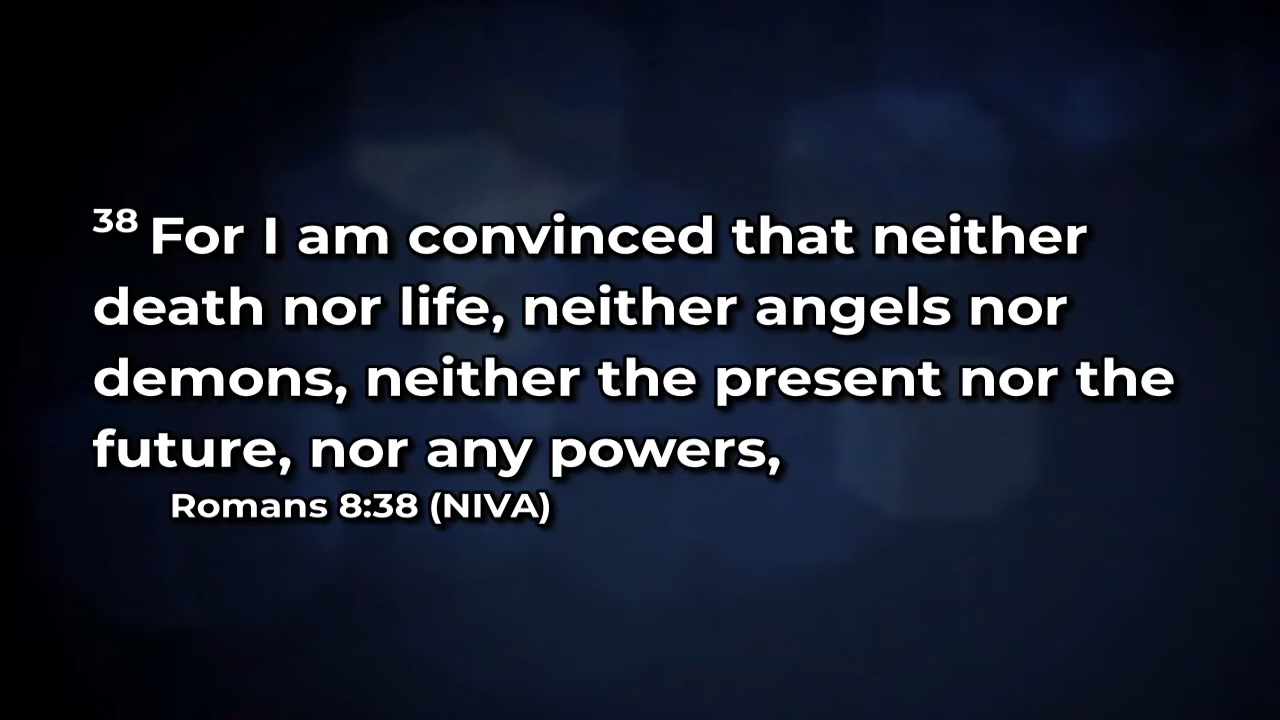 38 For I am convinced that neither
death nor life, neither angels nor
demons, neither the present nor the
future, nor any powers,
Romans 8:38 (NIVA)